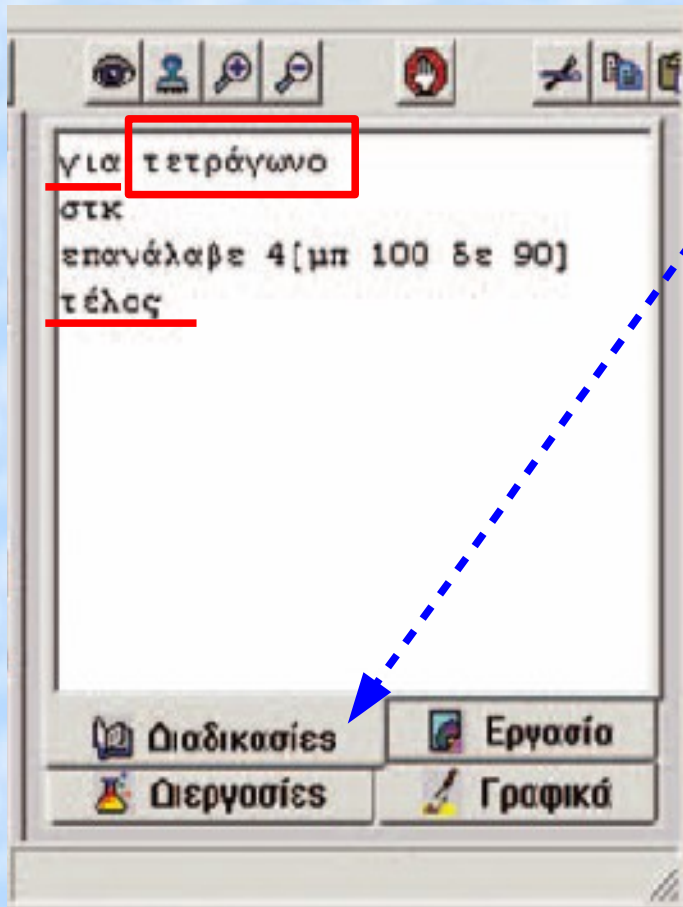 για τετράγωνο
στκ
επανάλαβε 4[μπ 100 δε 90]
τέλος
Διαδικασίες
Εργασία
Διεργασίες
Γραφικά